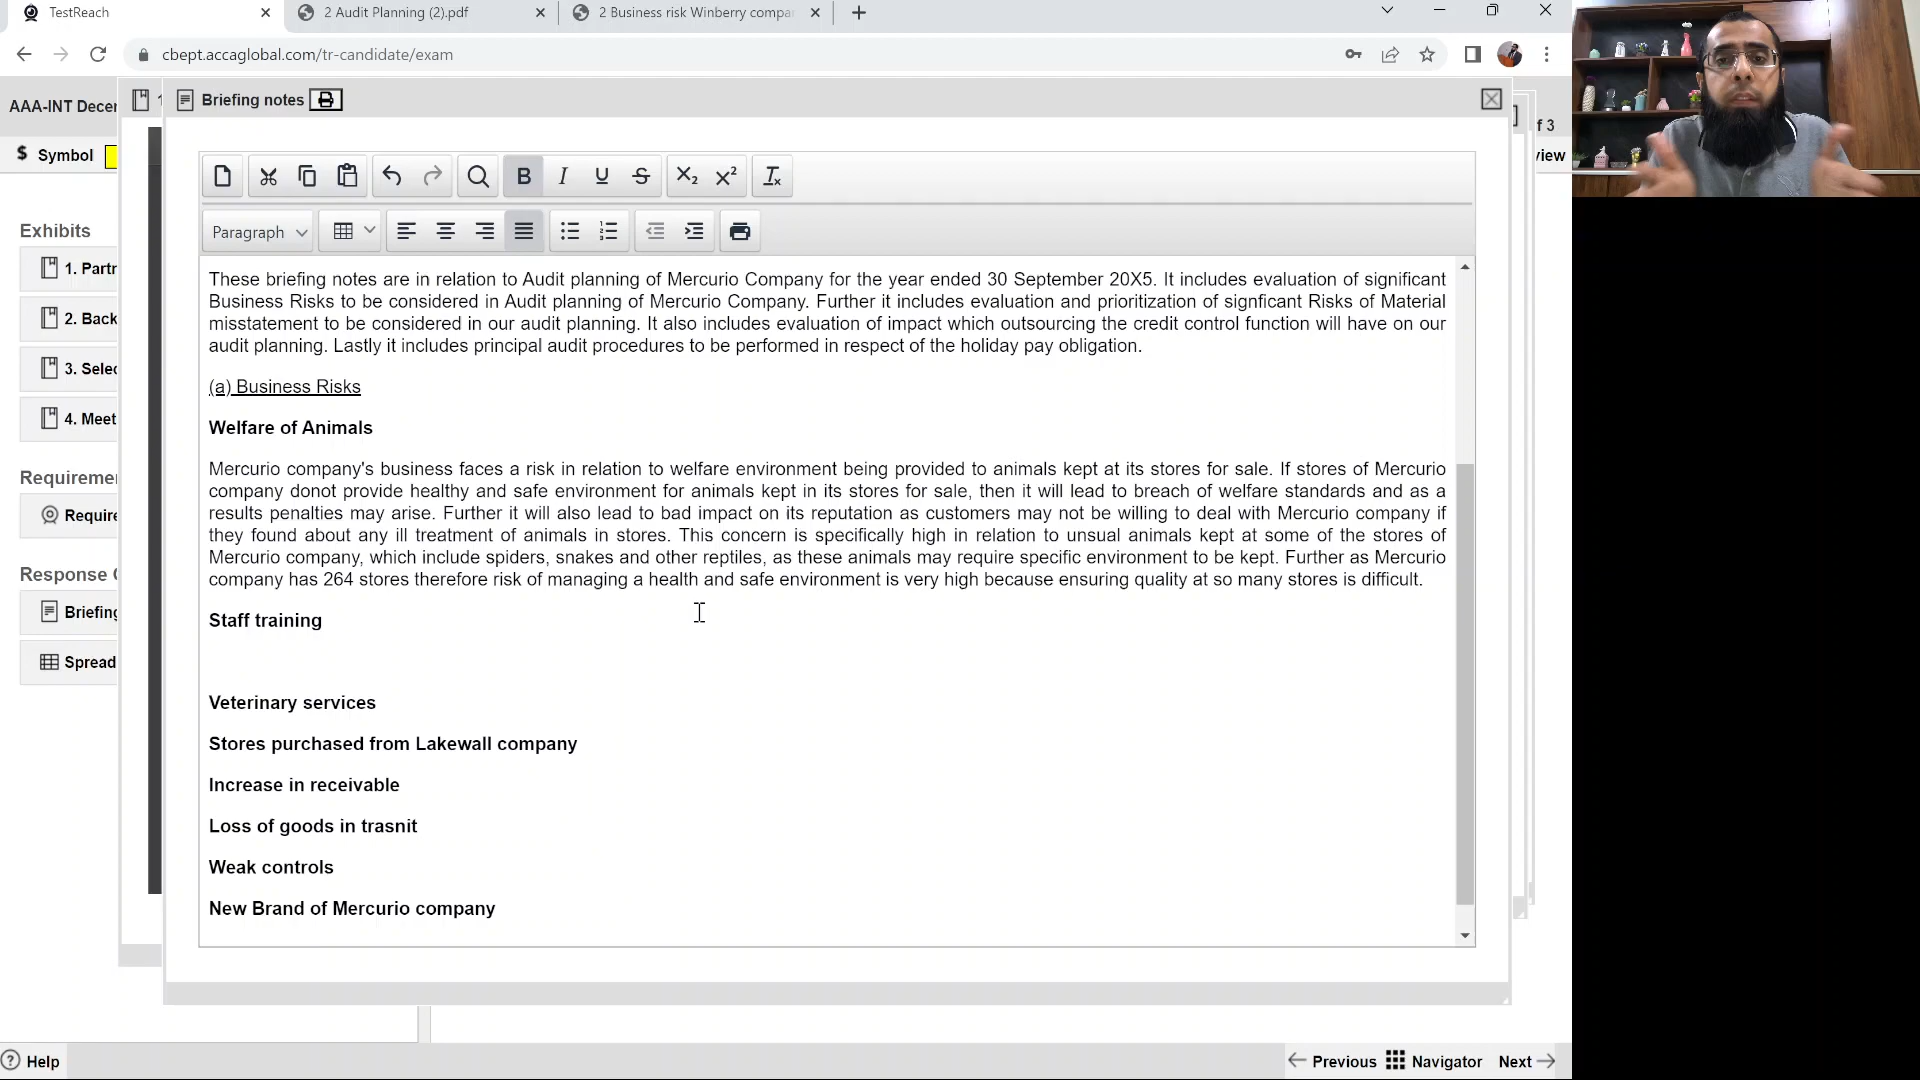 TestReach
2 Audit Planning (2).pdf
2 Business risk Winberry compar
cbept.accaglobal.com/tr-candidate/exam
AAA-INT Decer
Briefing notes
f 3
$ Symbol
view
Exhibits
1. Partr
2. Back
3. Selec
4. Meet
Requiremer
Require
Response
Briefing
Spread
Paragraph
These briefing notes are in relation to Audit planning of Mercurio Company for the year ended 30 September 20X5. It includes evaluation of significant
Business Risks to be considered in Audit planning of Mercurio Company. Further it includes evaluation and prioritization of signficant Risks of Material
misstatement to be considered in our audit planning. It also includes evaluation of impact which outsourcing the credit control function will have on our
audit planning. Lastly it includes principal audit procedures to be performed in respect of the holiday pay obligation.
(a) Business Risks
Welfare of Animals
Mercurio company's business faces a risk in relation to welfare environment being provided to animals kept at its stores for sale. If stores of Mercurio
company donot provide healthy and safe environment for animals kept in its stores for sale, then it will lead to breach of welfare standards and as a
results penalties may arise. Further it will also lead to bad impact on its reputation as customers may not be willing to deal with Mercurio company if
they found about any ill treatment of animals in stores. This concern is specifically high in relation to unsual animals kept at some of the stores of
Mercurio company, which include spiders, snakes and other reptiles, as these animals may require specific environment to be kept. Further as Mercurio
company has 264 stores therefore risk of managing a health and safe environment is very high because ensuring quality at so many stores is difficult.
Staff training
Veterinary services
Stores purchased from Lakewall company
Increase in receivable
Loss of goods in trasnit
Weak controls
New Brand of Mercurio company
Help
Previous
Navigator
Next